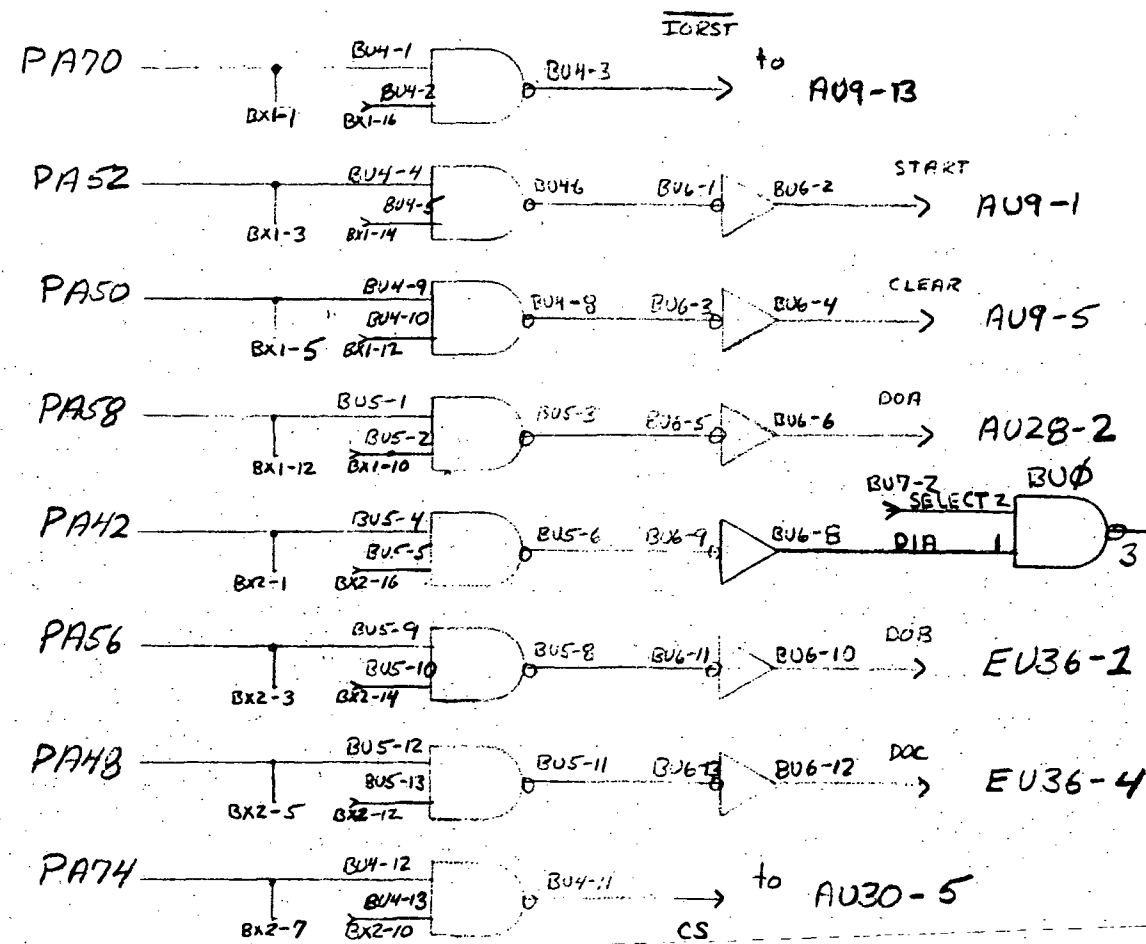 IORST
PA70 BU4-1 BU4-3 to AU9-13
BU4-2
BX1-1 BX1-16
PA52 BU4-4 BU46 BU6-1 BU6-2 START AU9-1
BU4-5
BX1-3 BX1-14
PA50 BU4-9 BU4-8 BU6-3 BU6-4 CLEAR AU9-5
BU4-10
BX1-5 BX1-12
PA58 BU5-1 BU5-3 BU6-5 BU6-6 DOA AU28-2
BU5-2
BX1-12 BX1-10
BU7-2 BUØ
SELECT 2
PA42 BU5-4 BU5-6 BU6-9 BU6-8 DIA 1 3
BU5-5
BX2-1 BX2-16
PA56 BU5-9 BU5-8 BU6-11 BU6-10 DOB EU36-1
BU5-10
BX2-3 BX2-14
PA48 BU5-12 BU5-11 BU6-13 BU6-12 DOC EU36-4
BU5-13
BX2-5 BX2-12
PA74 BU4-12 BU4-11 to AU30-5
BU4-13
BX2-7 BX2-10 CS